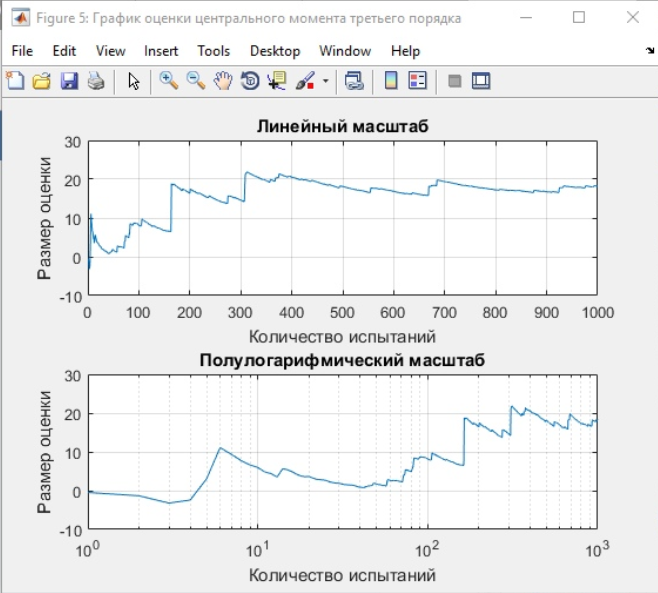 Figure 5: График оценки центрального момента третьего порядка
File Edit View Insert Tools Desktop Window Help
Линейный масштаб
Размер оценки
30
20
10
0
-10
0 100 200 300 400 500 600 700 800 900 1000
Количество испытаний
Полулогарифмический масштаб
Размер оценки
30
20
10
0
-10
10^0 10^1 10^2 10^3
Количество испытаний